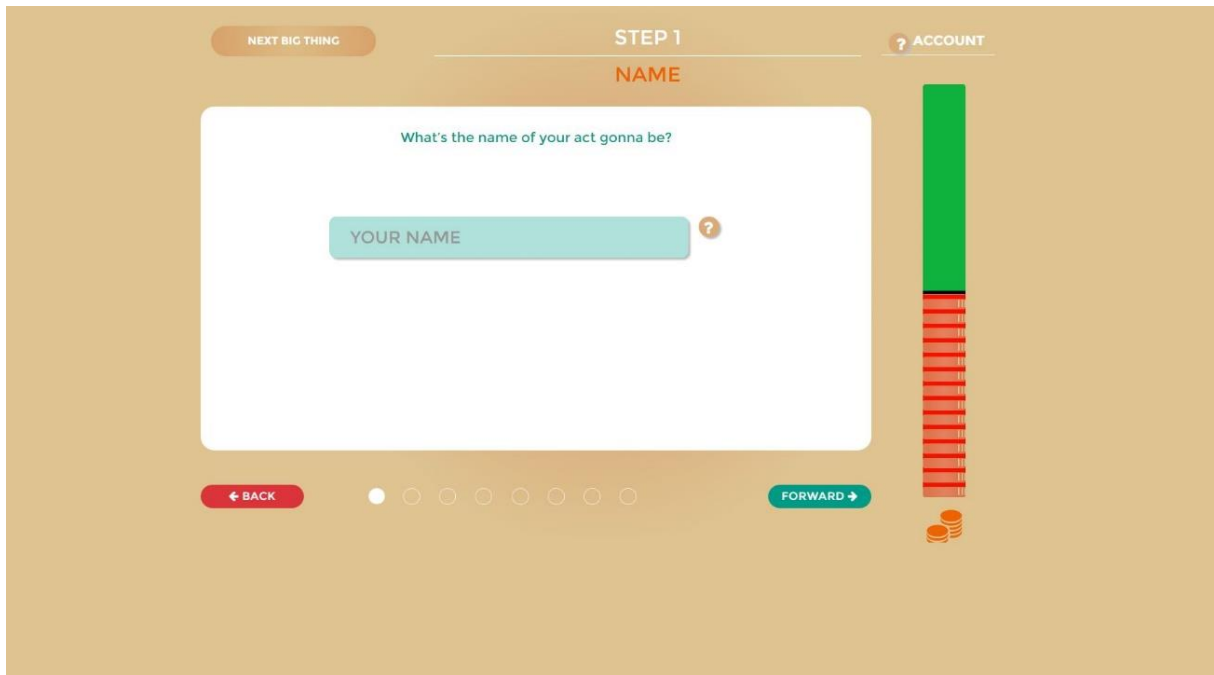 NEXT BIG THING
STEP 1
? ACCOUNT
NAME
What's the name of your act gonna be?
YOUR NAME
?
← BACK
FORWARD →